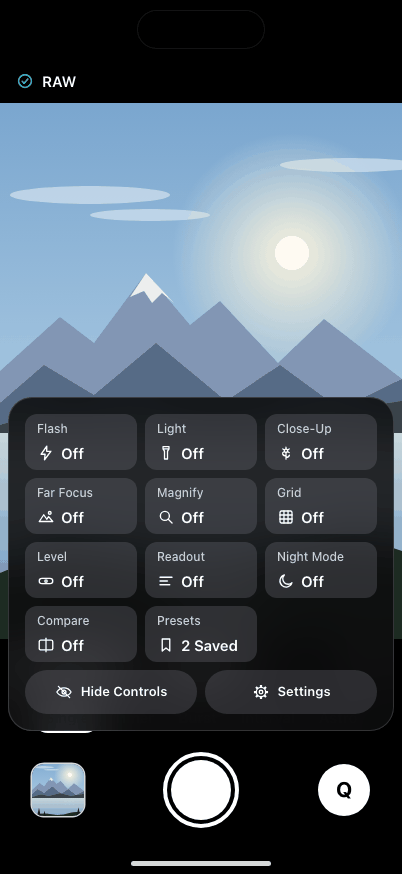 RAW
Flash
Off
Light
Off
Close-Up
Off
Far Focus
Off
Magnify
Off
Grid
Off
Level
Off
Readout
Off
Night Mode
Off
Compare
Off
Presets
2 Saved
Hide Controls
Settings
Q